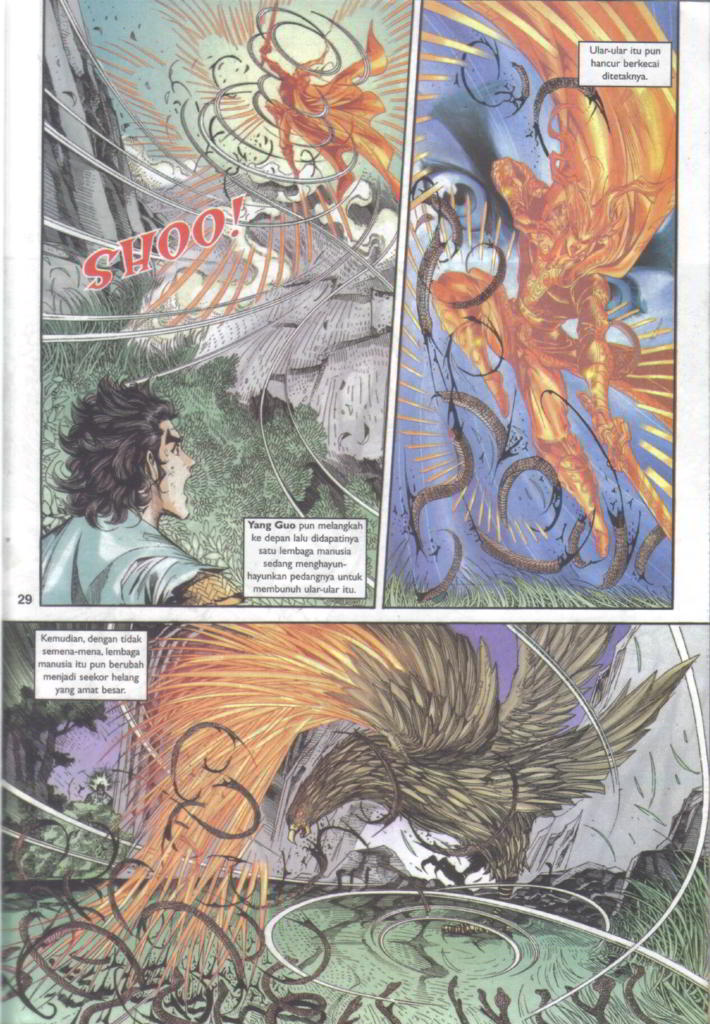 SHOO!
Yang Guo pun melangkah
ke depan lalu didapatinya
satu lembaga manusia
sedang menghayun-
hayunkan pedangnya untuk
membunuh ular-ular itu.
Ular-ular itu pun
hancur berkecai
ditetaknya.
29
Kemudian, dengan tidak
semena-mena, lembaga
manusia itu pun berubah
menjadi seekor helang
yang amat besar.